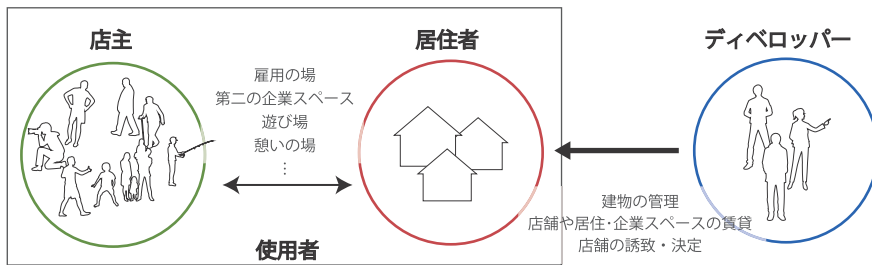 店主
居住者
ディベロッパー
雇用の場
第二の企業スペース
遊び場
憩いの場
…
建物の管理
店舗や居住・企業スペースの賃貸
店舗の誘致・決定
使用者